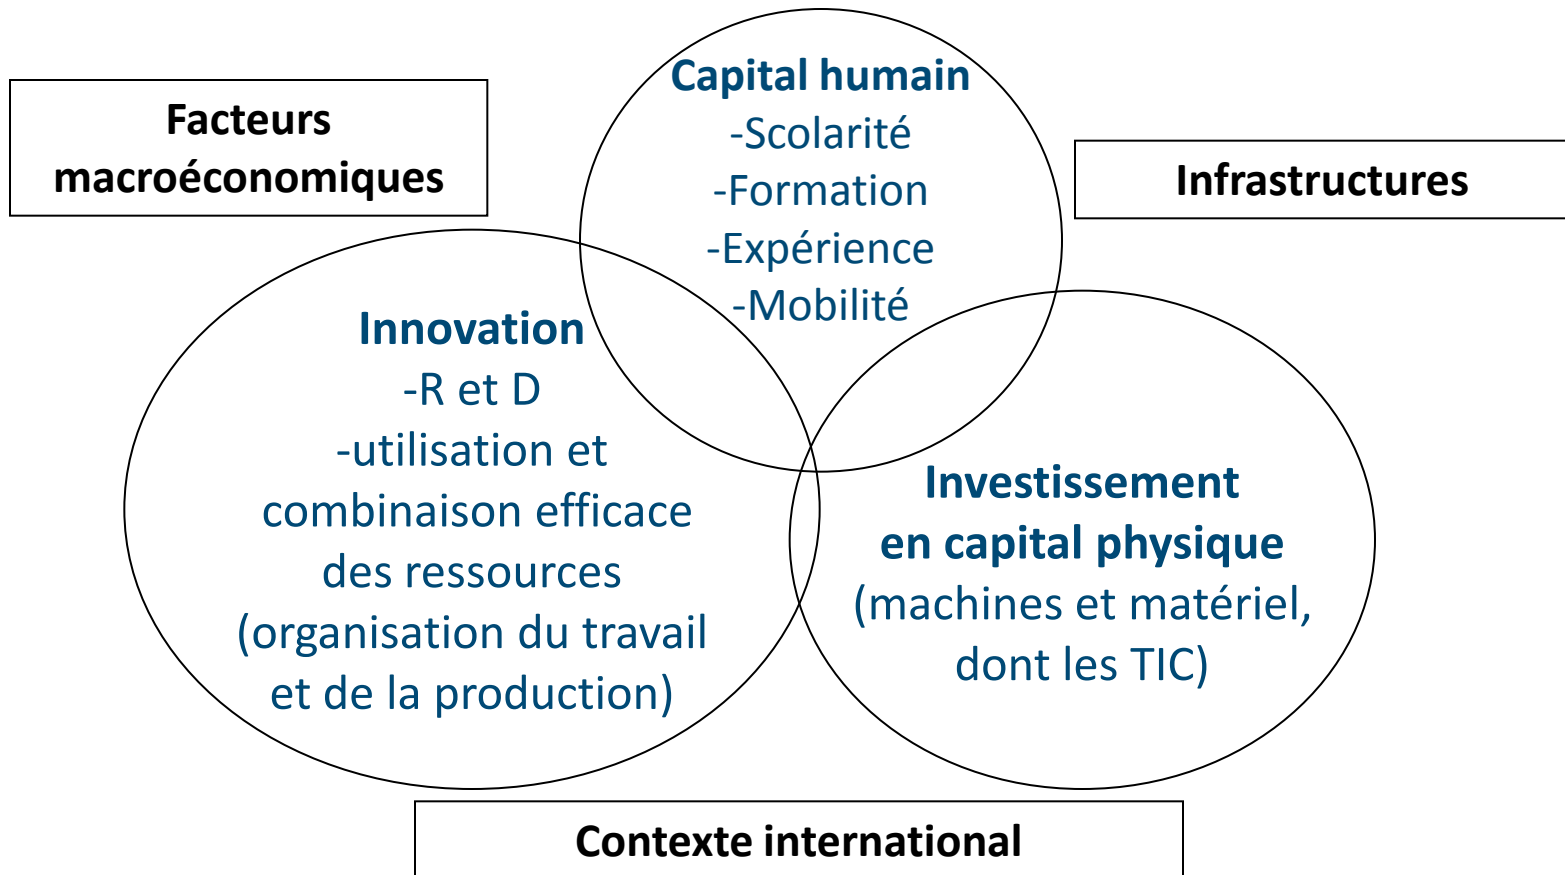 Capital humain
-Scolarité
-Formation
-Expérience
-Mobilité
Facteurs
macroéconomiques
Infrastructures
Innovation
-R et D
-utilisation et
combinaison efficace
des ressources
(organisation du travail
et de la production)
Investissement
en capital physique
(machines et matériel,
dont les TIC)
Contexte international